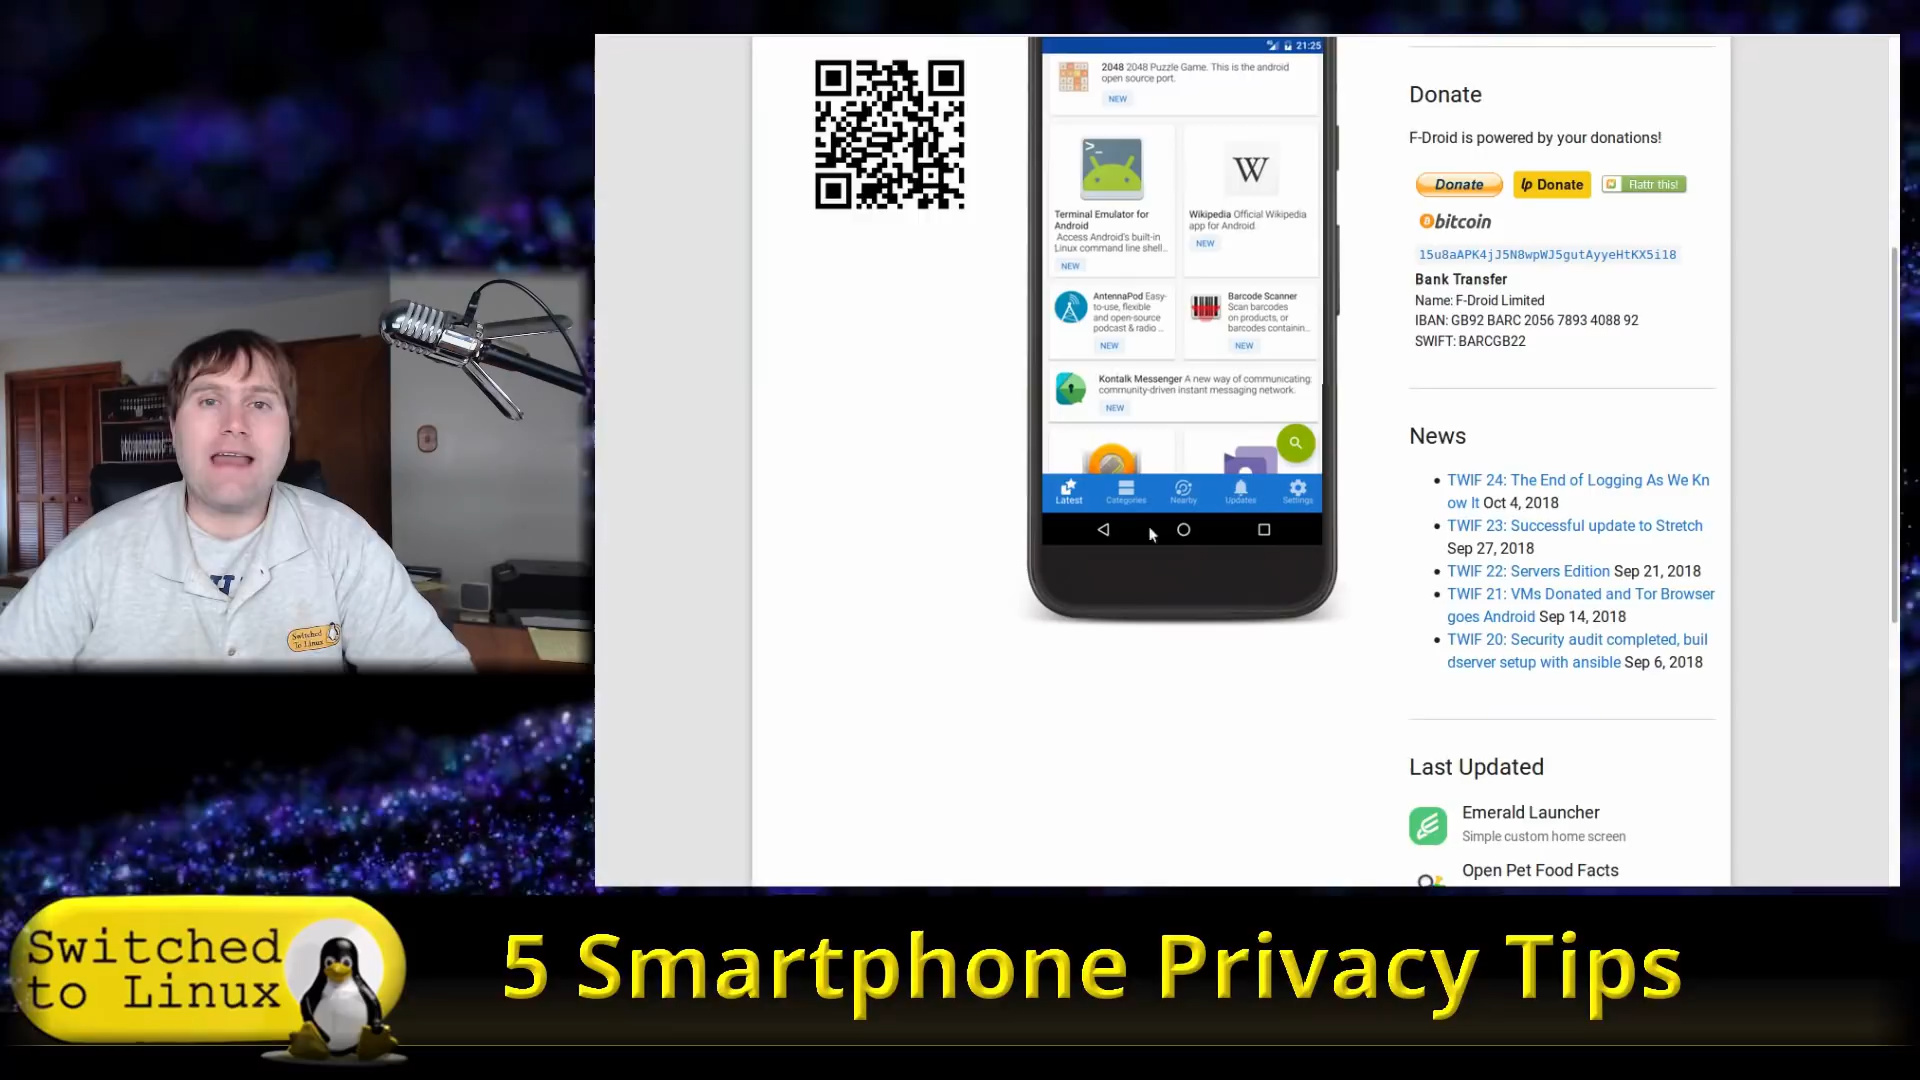 21:25
2048 2048 Puzzle Game. This is the android
open source port.
NEW
>_
Terminal Emulator for
Android
Access Android's built-in
Linux command line shell...
NEW
W
Wikipedia Official Wikipedia
app for Android.
NEW
AntennaPod Easy-
to-use, flexible
and open-source
podcast & radio ...
NEW
Barcode Scanner
Scan barcodes
on products, or
barcodes containin...
NEW
Kontalk Messenger A new way of communicating:
community-driven instant messaging network.
NEW
Latest
Categories
Nearby
Updates
Settings
Donate
F-Droid is powered by your donations!
Donate
lp Donate
Flattr this!
bitcoin
15u8aAPK4jJ5N8wpWJ5gutAyyeHtKX5i18
Bank Transfer
Name: F-Droid Limited
IBAN: GB92 BARC 2056 7893 4088 92
SWIFT: BARCGB22
News
TWIF 24: The End of Logging As We Kn
ow It Oct 4, 2018
TWIF 23: Successful update to Stretch
Sep 27, 2018
TWIF 22: Servers Edition Sep 21, 2018
TWIF 21: VMs Donated and Tor Browser
goes Android Sep 14, 2018
TWIF 20: Security audit completed, buil
dserver setup with ansible Sep 6, 2018
Last Updated
Emerald Launcher
Simple custom home screen
Open Pet Food Facts
Switched
To Linux
Switched
to Linux
5 Smartphone Privacy Tips